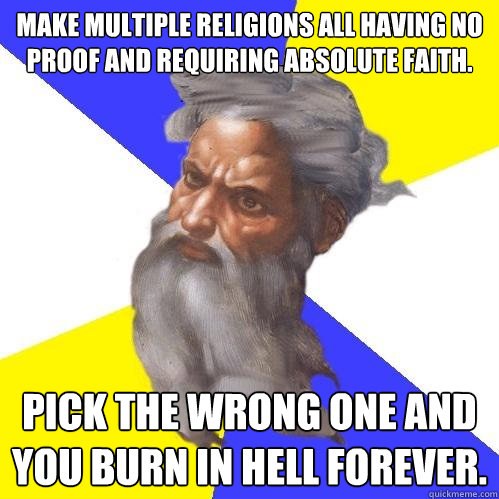 MAKE MULTIPLE RELIGIONS ALL HAVING NO
PROOF AND REQUIRING ABSOLUTE FAITH.
PICK THE WRONG ONE AND
YOU BURN IN HELL FOREVER.
quickmeme.com